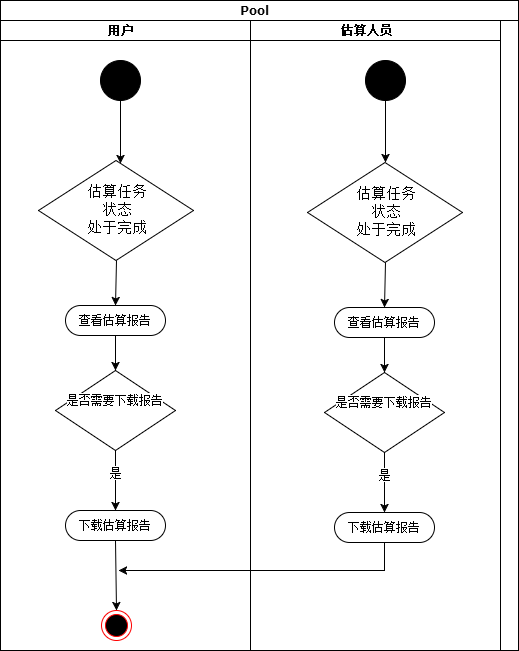 Pool
用户
估算人员
估算任务
状态
处于完成
查看估算报告
是否需要下载报告
是
下载估算报告
估算任务
状态
处于完成
查看估算报告
是否需要下载报告
是
下载估算报告